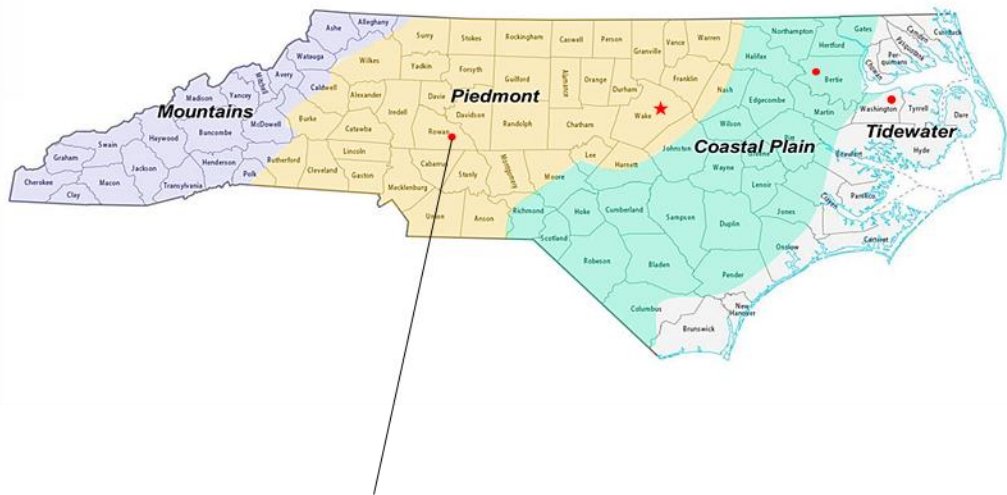 Mountains
Piedmont
Coastal Plain
Tidewater
Ashe
Alleghany
Watauga
Avery
Mitchell
Yancey
Madison
Buncombe
McDowell
Haywood
Swain
Graham
Cherokee
Clay
Macon
Jackson
Transylvania
Henderson
Polk
Surry
Stokes
Rockingham
Caswell
Person
Granville
Vance
Warren
Wilkes
Yadkin
Forsyth
Guilford
Alamance
Orange
Durham
Franklin
Caldwell
Alexander
Iredell
Davie
Davidson
Randolph
Chatham
Wake
Burke
Catawba
Rowan
Rutherford
Cleveland
Lincoln
Gaston
Cabarrus
Mecklenburg
Stanly
Montgomery
Moore
Lee
Harnett
Union
Anson
Northampton
Gates
Hertford
Halifax
Bertie
Nash
Edgecombe
Martin
Wilson
Johnston
Wayne
Lenoir
Jones
Richmond
Hoke
Cumberland
Sampson
Duplin
Scotland
Robeson
Bladen
Pender
Columbus
Onslow
Camden
Currituck
Pasquotank
Per-
quimans
Chowan
Washington
Tyrrell
Dare
Hyde
Pamlico
Craven
Carteret
New
Hanover
Brunswick